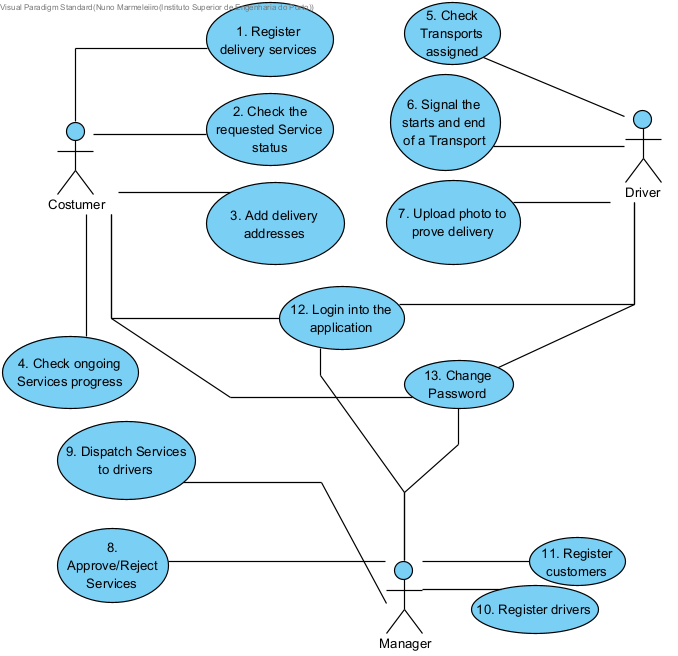 Visual Paradigm Standard(Nuno Marmeleiro(Instituto Superior de Engenharia do Porto))
1. Register
delivery services
5. Check
Transports
assigned
2. Check the
requested Service
status
6. Signal the
starts and end
of a Transport
Driver
Costumer
3. Add delivery
addresses
7. Upload photo to
prove delivery
12. Login into the
application
4. Check ongoing
Services progress
13. Change
Password
9. Dispatch Services
to drivers
8.
Approve/Reject
Services
11. Register
customers
10. Register drivers
Manager